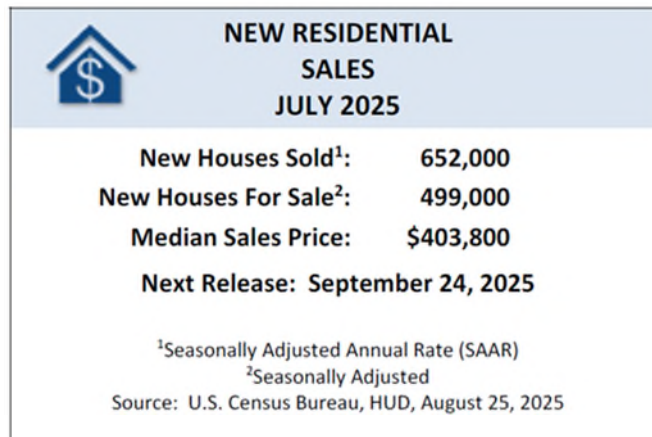 $
NEW RESIDENTIAL
SALES
JULY 2025
New Houses Sold¹: 652,000
New Houses For Sale²: 499,000
Median Sales Price: $403,800
Next Release: September 24, 2025
¹Seasonally Adjusted Annual Rate (SAAR)
²Seasonally Adjusted
Source: U.S. Census Bureau, HUD, August 25, 2025